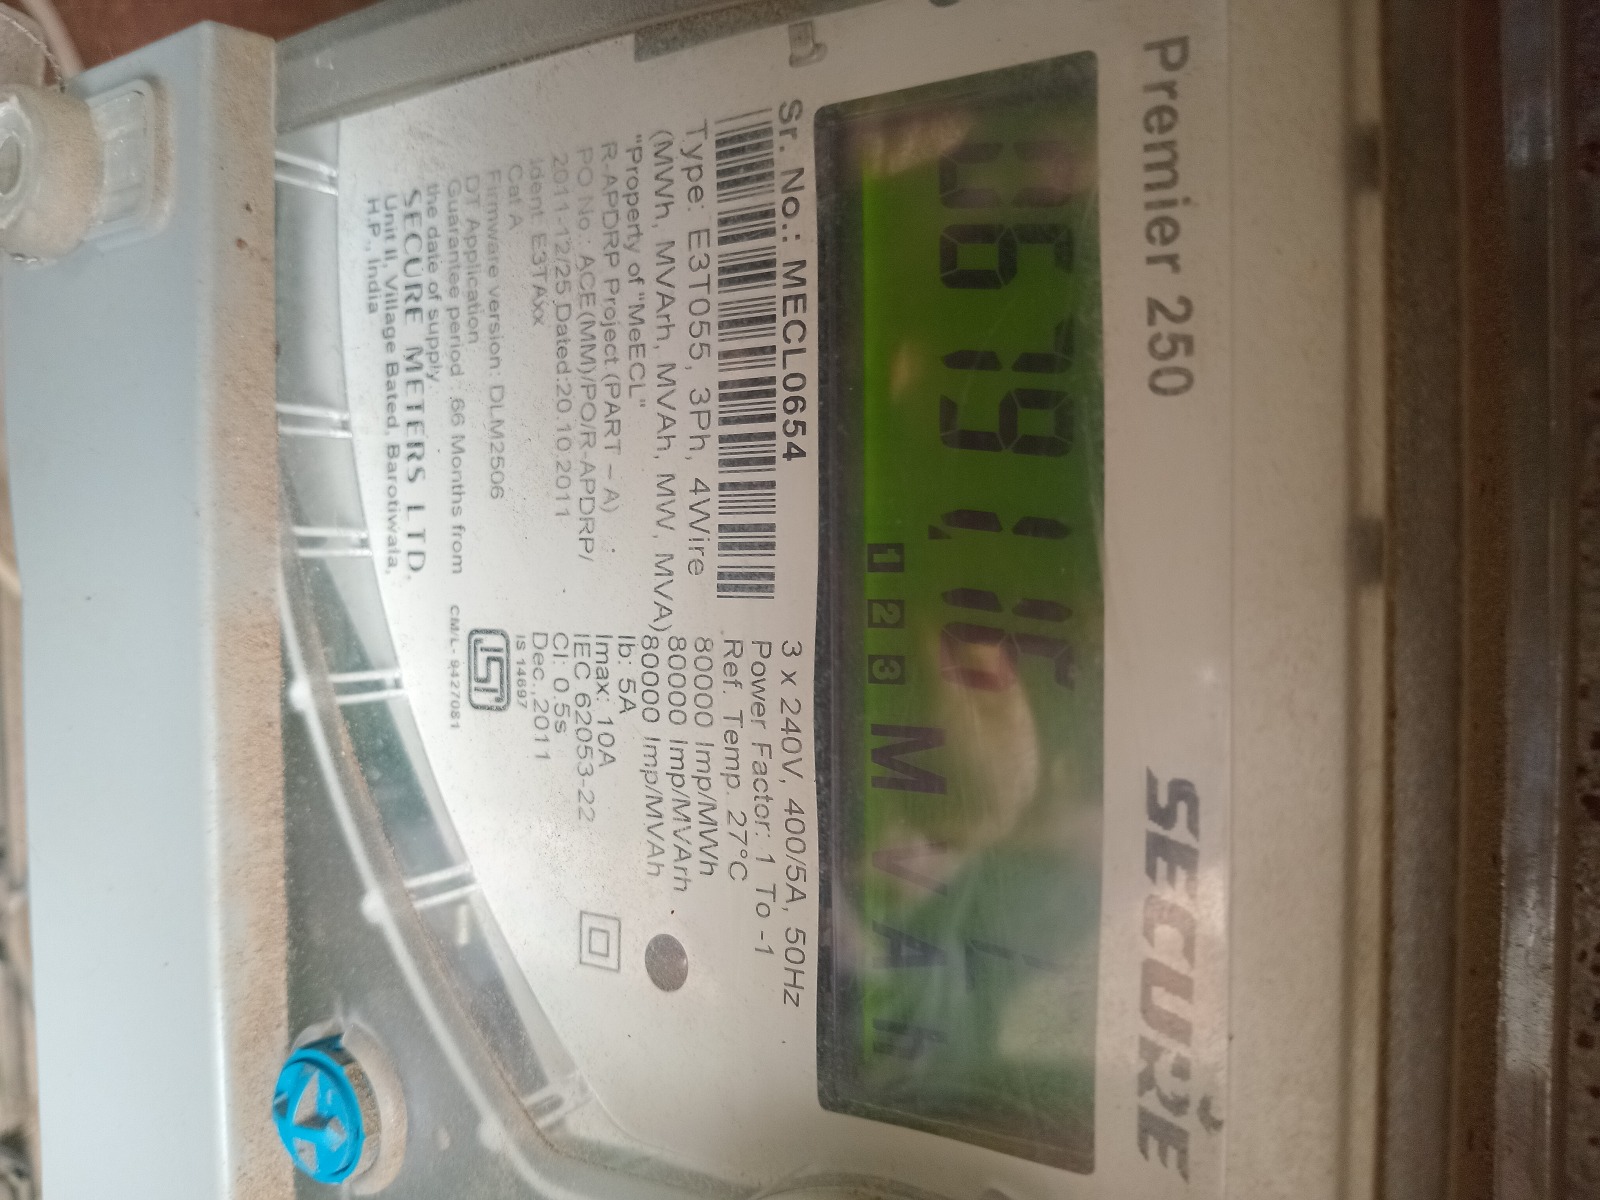 Premier 250
SECURE
0679 1.16
1 2 3 MVAh
Sr. No.: MECL0654
Type: E3T055, 3Ph, 4Wire
(MWh, MVArh, MVAh, MW, MVA)
"Property of "MeECL"
R-APDRP Project (PART - A)
PO No.: ACE(MM)/PO/R-APDRP/
2011-12/25,Dated:20.10.2011
Ident: E3TAxx
Cat A
Firmware version: DLM2506
DT Application
Guarantee period : 66 Months from
the date of supply
SECURE METERS LTD.
Unit II, Village Bated, Barotiwala,
H.P., India
3 x 240V, 400/5A, 50Hz
Power Factor: 1 To -1
Ref. Temp. 27°C
80000 Imp/MWh
80000 Imp/MVArh
80000 Imp/MVAh
Ib: 5A
Imax: 10A
IEC 62053-22
Cl: 0.5s
Dec.,2011
IS 14697
ISI
CM/L- 9427081